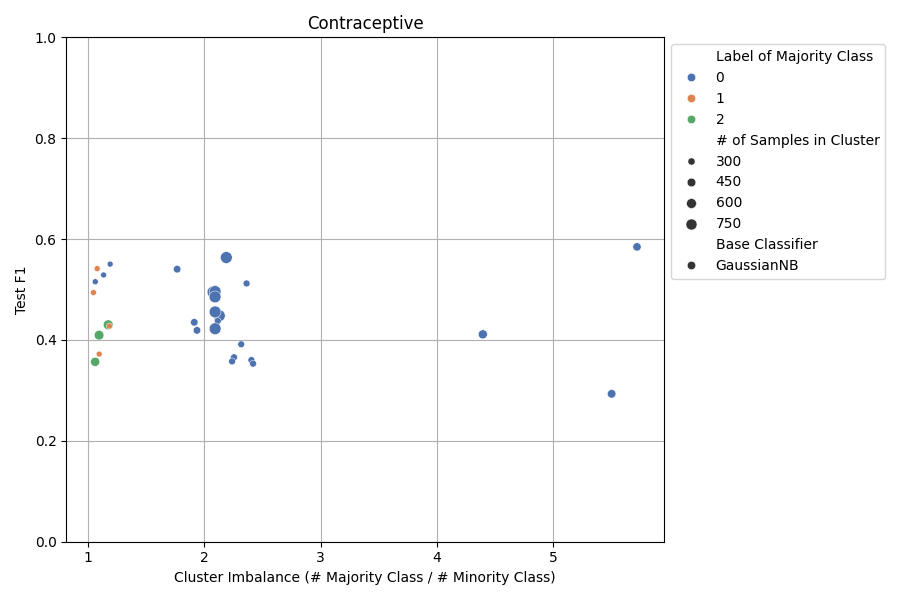 Contraceptive
1.0
0.8
0.6
0.4
0.2
0.0
Test F1
1
2
3
4
5
Cluster Imbalance (# Majority Class / # Minority Class)
Label of Majority Class
0
1
2
# of Samples in Cluster
300
450
600
750
Base Classifier
GaussianNB